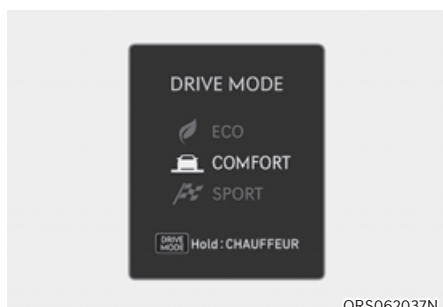 DRIVE MODE
ECO
COMFORT
SPORT
DRIVE MODE Hold : CHAUFFEUR
ORS062037N